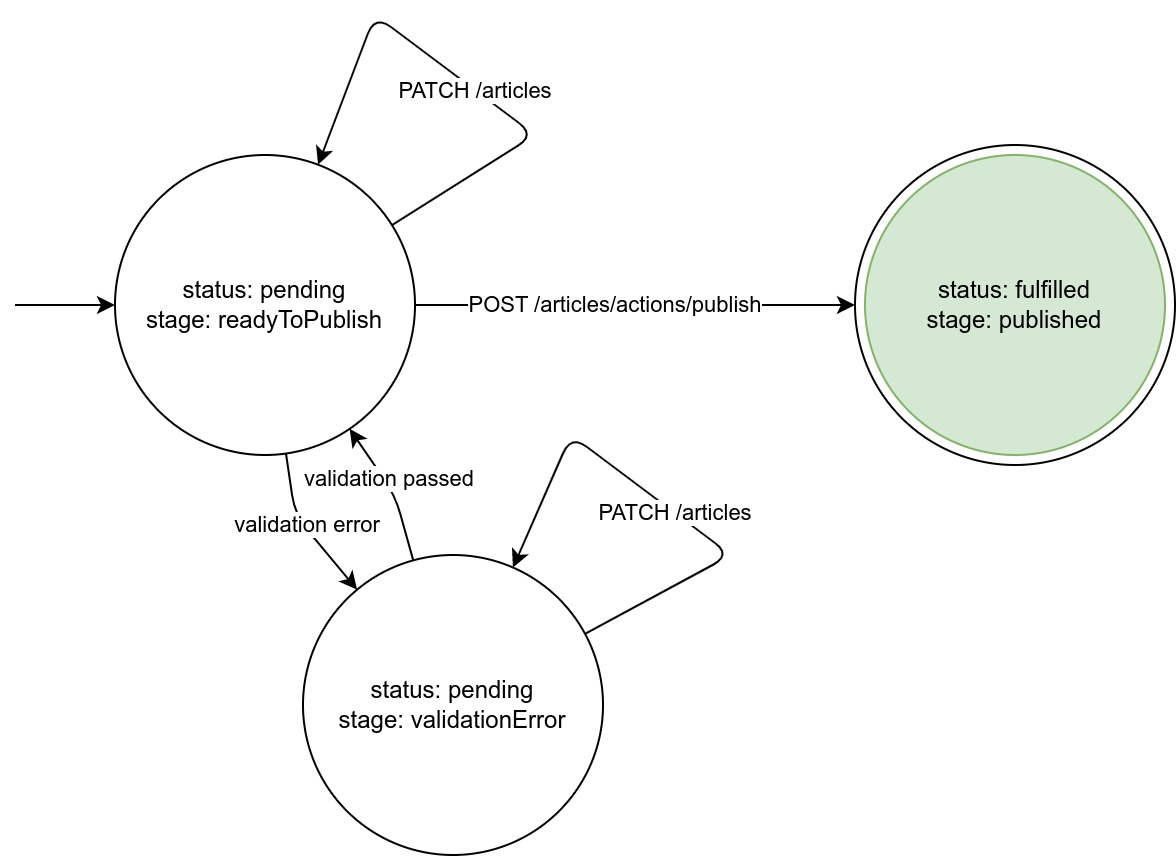 PATCH /articles
status: pending
stage: readyToPublish
POST /articles/actions/publish
status: fulfilled
stage: published
validation passed
validation error
PATCH /articles
status: pending
stage: validationError